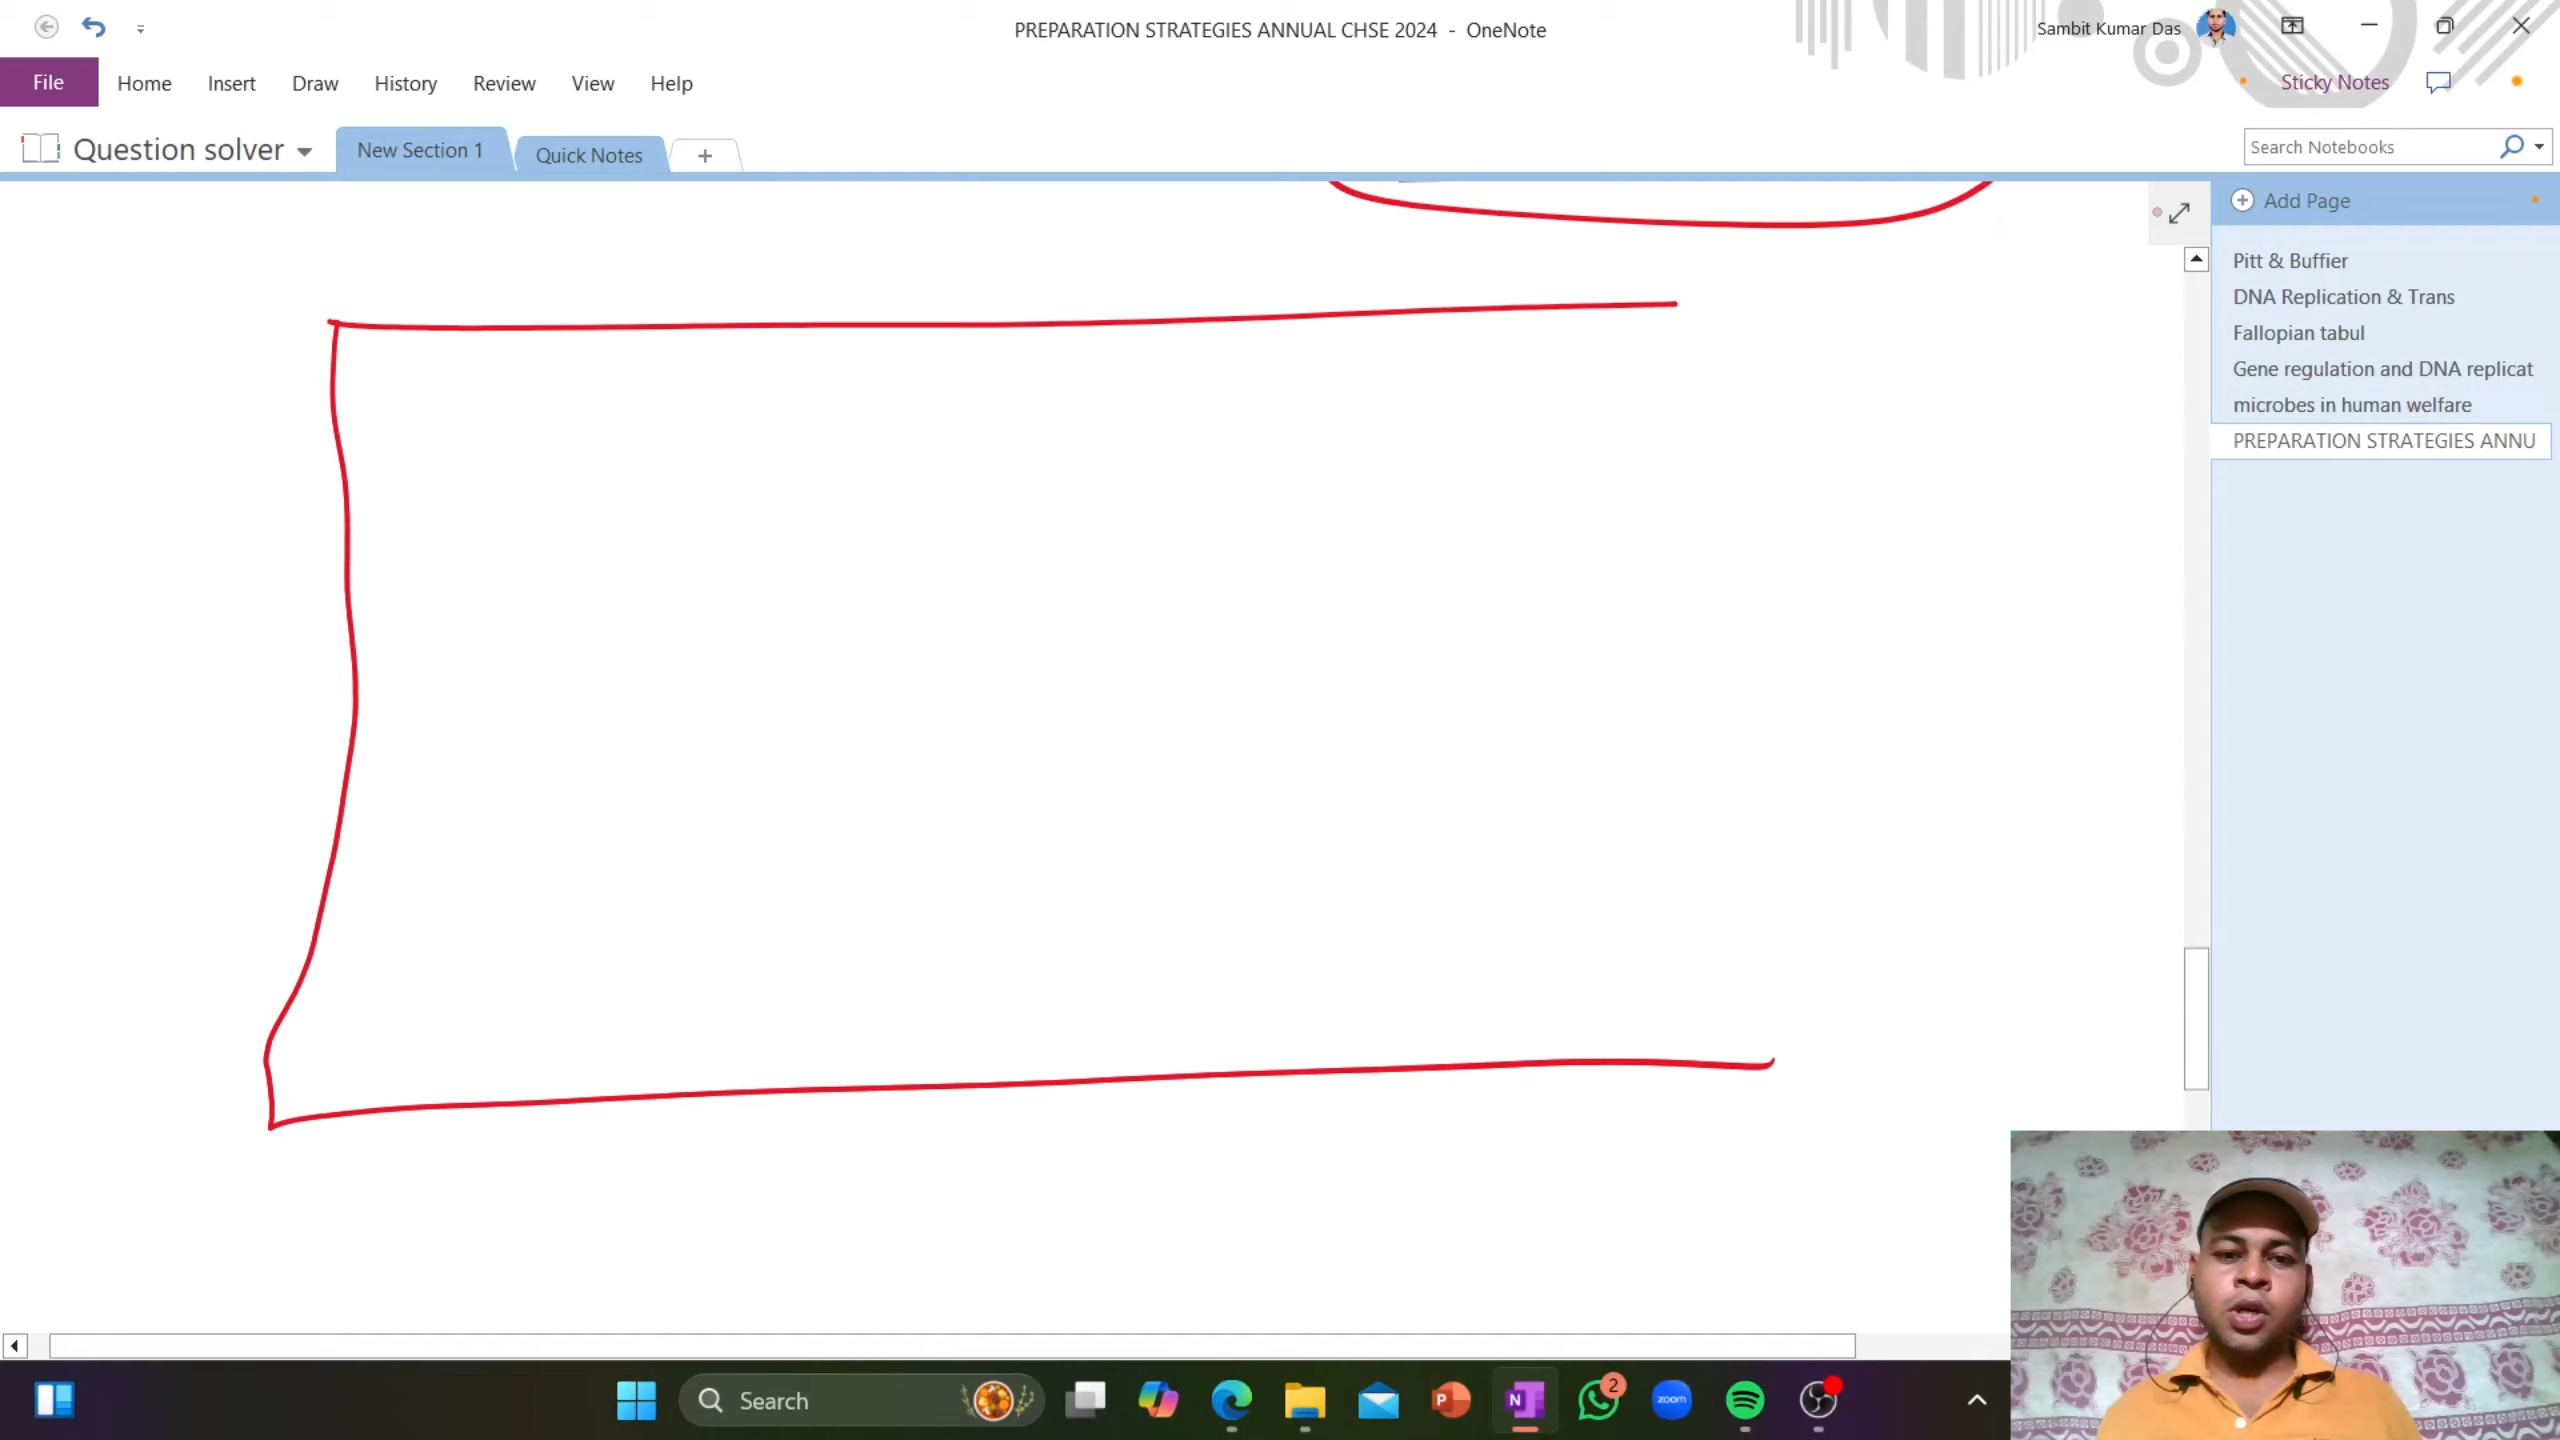 PREPARATION STRATEGIES ANNUAL CHSE 2024 - OneNote
Sambit Kumar Das
File Home Insert Draw History Review View Help
Sticky Notes
Question solver
New Section 1
Quick Notes
Search Notebooks
Add Page
Pitt & Buffier
DNA Replication & Trans
Fallopian tabul
Gene regulation and DNA replicat
microbes in human welfare
PREPARATION STRATEGIES ANNU
Search
P
N
2
zoom